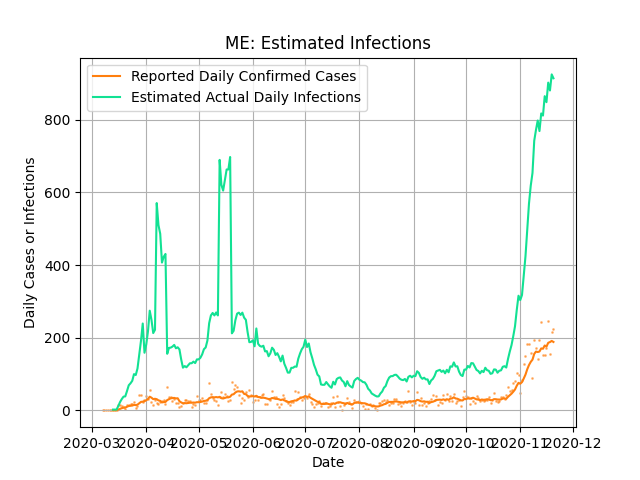 ME: Estimated Infections
Reported Daily Confirmed Cases
Estimated Actual Daily Infections
Daily Cases or Infections
800
600
400
200
0
2020-03 2020-04 2020-05 2020-06 2020-07 2020-08 2020-09 2020-10 2020-11 2020-12
Date